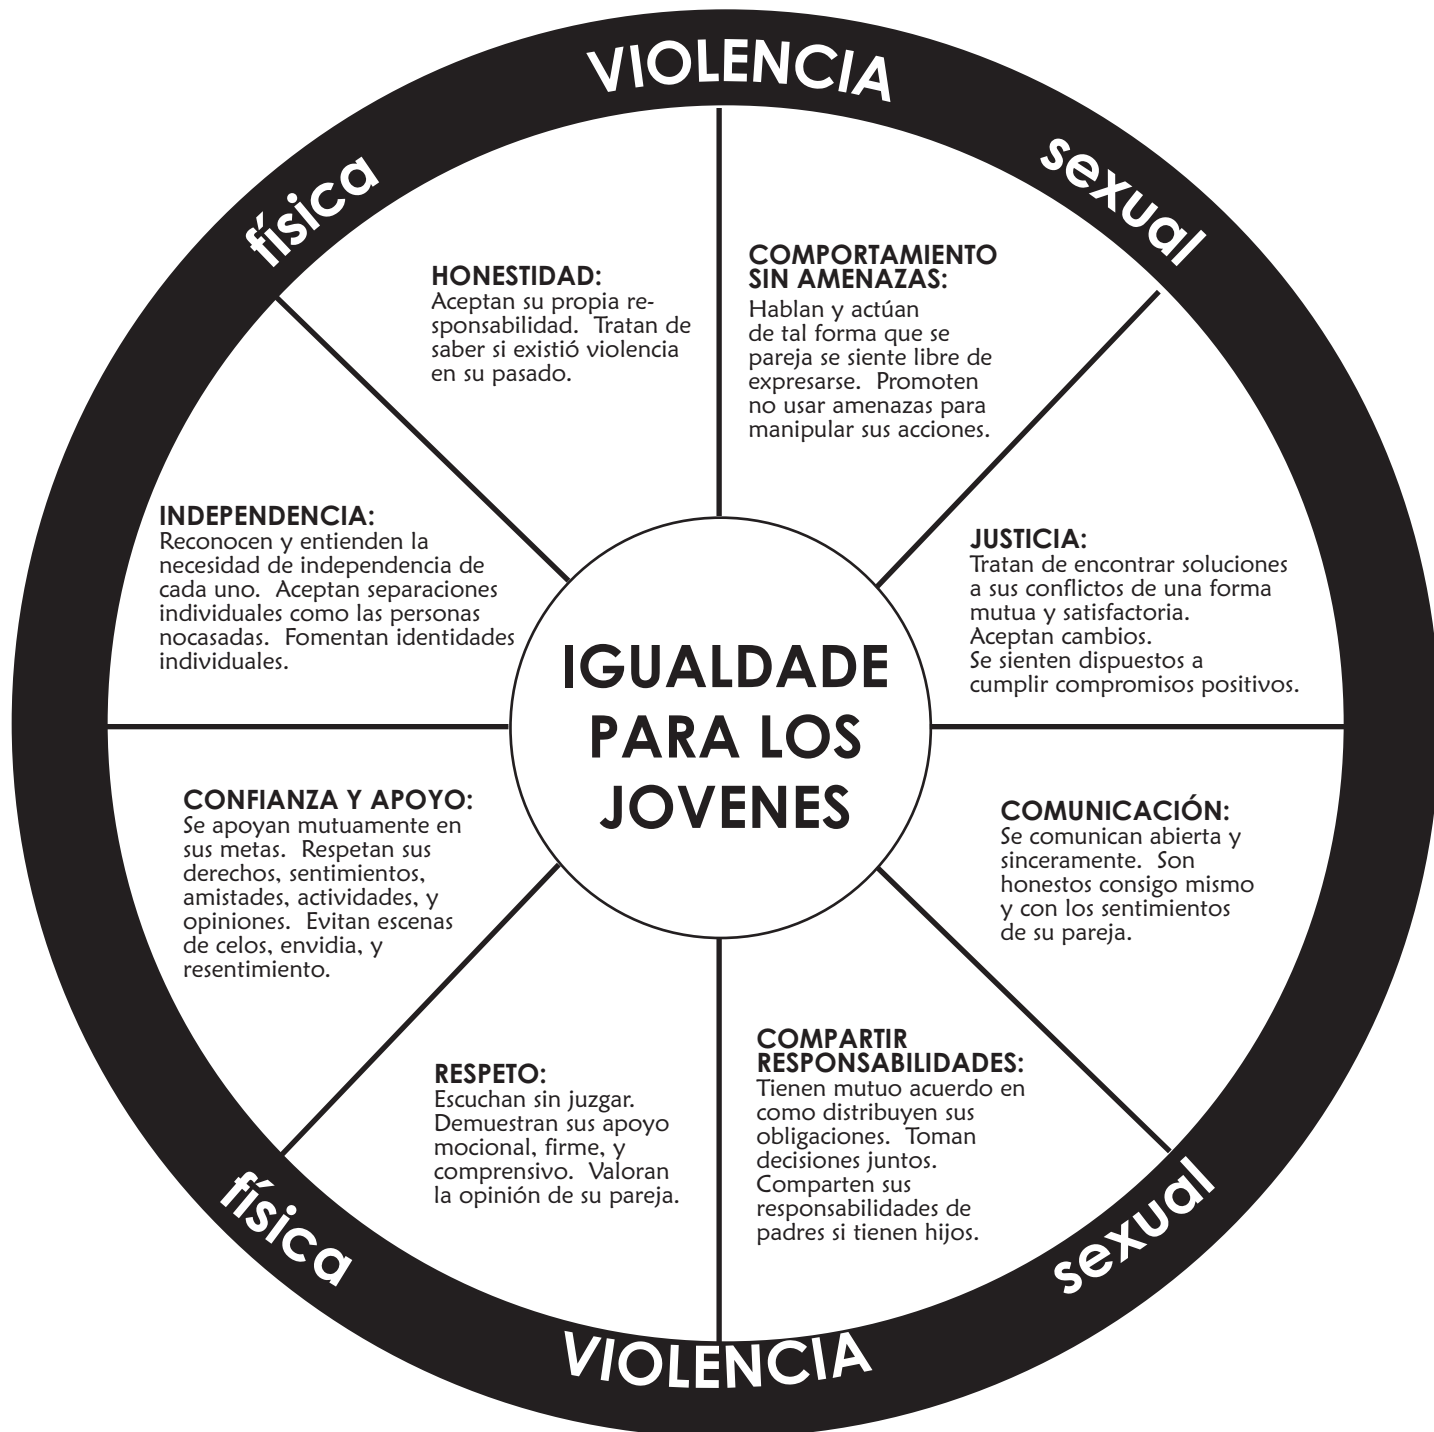 VIOLENCIA
física
sexual
HONESTIDAD:
Aceptan su propia re-
sponsabilidad. Tratan de
saber si existió violencia
en su pasado.
COMPORTAMIENTO
SIN AMENAZAS:
Hablan y actúan
de tal forma que se
pareja se siente libre de
expresarse. Promoten
no usar amenazas para
manipular sus acciones.
INDEPENDENCIA:
Reconocen y entienden la
necesidad de independencia de
cada uno. Aceptan separaciones
individuales como las personas
nocasadas. Fomentan identidades
individuales.
JUSTICIA:
Tratan de encontrar soluciones
a sus conflictos de una forma
mutua y satisfactoria.
Aceptan cambios.
Se sienten dispuestos a
cumplir compromisos positivos.
IGUALDADE
PARA LOS
JOVENES
CONFIANZA Y APOYO:
Se apoyan mutuamente en
sus metas. Respetan sus
derechos, sentimientos,
amistades, actividades, y
opiniones. Evitan escenas
de celos, envidia, y
resentimiento.
COMUNICACIÓN:
Se comunican abierta y
sinceramente. Son
honestos consigo mismo
y con los sentimientos
de su pareja.
RESPETO:
Escuchan sin juzgar.
Demuestran sus apoyo
mocional, firme, y
comprensivo. Valoran
la opinión de su pareja.
COMPARTIR
RESPONSABILIDADES:
Tienen mutuo acuerdo en
como distribuyen sus
obligaciones. Toman
decisiones juntos.
Comparten sus
responsabilidades de
padres si tienen hijos.
física
sexual
VIOLENCIA